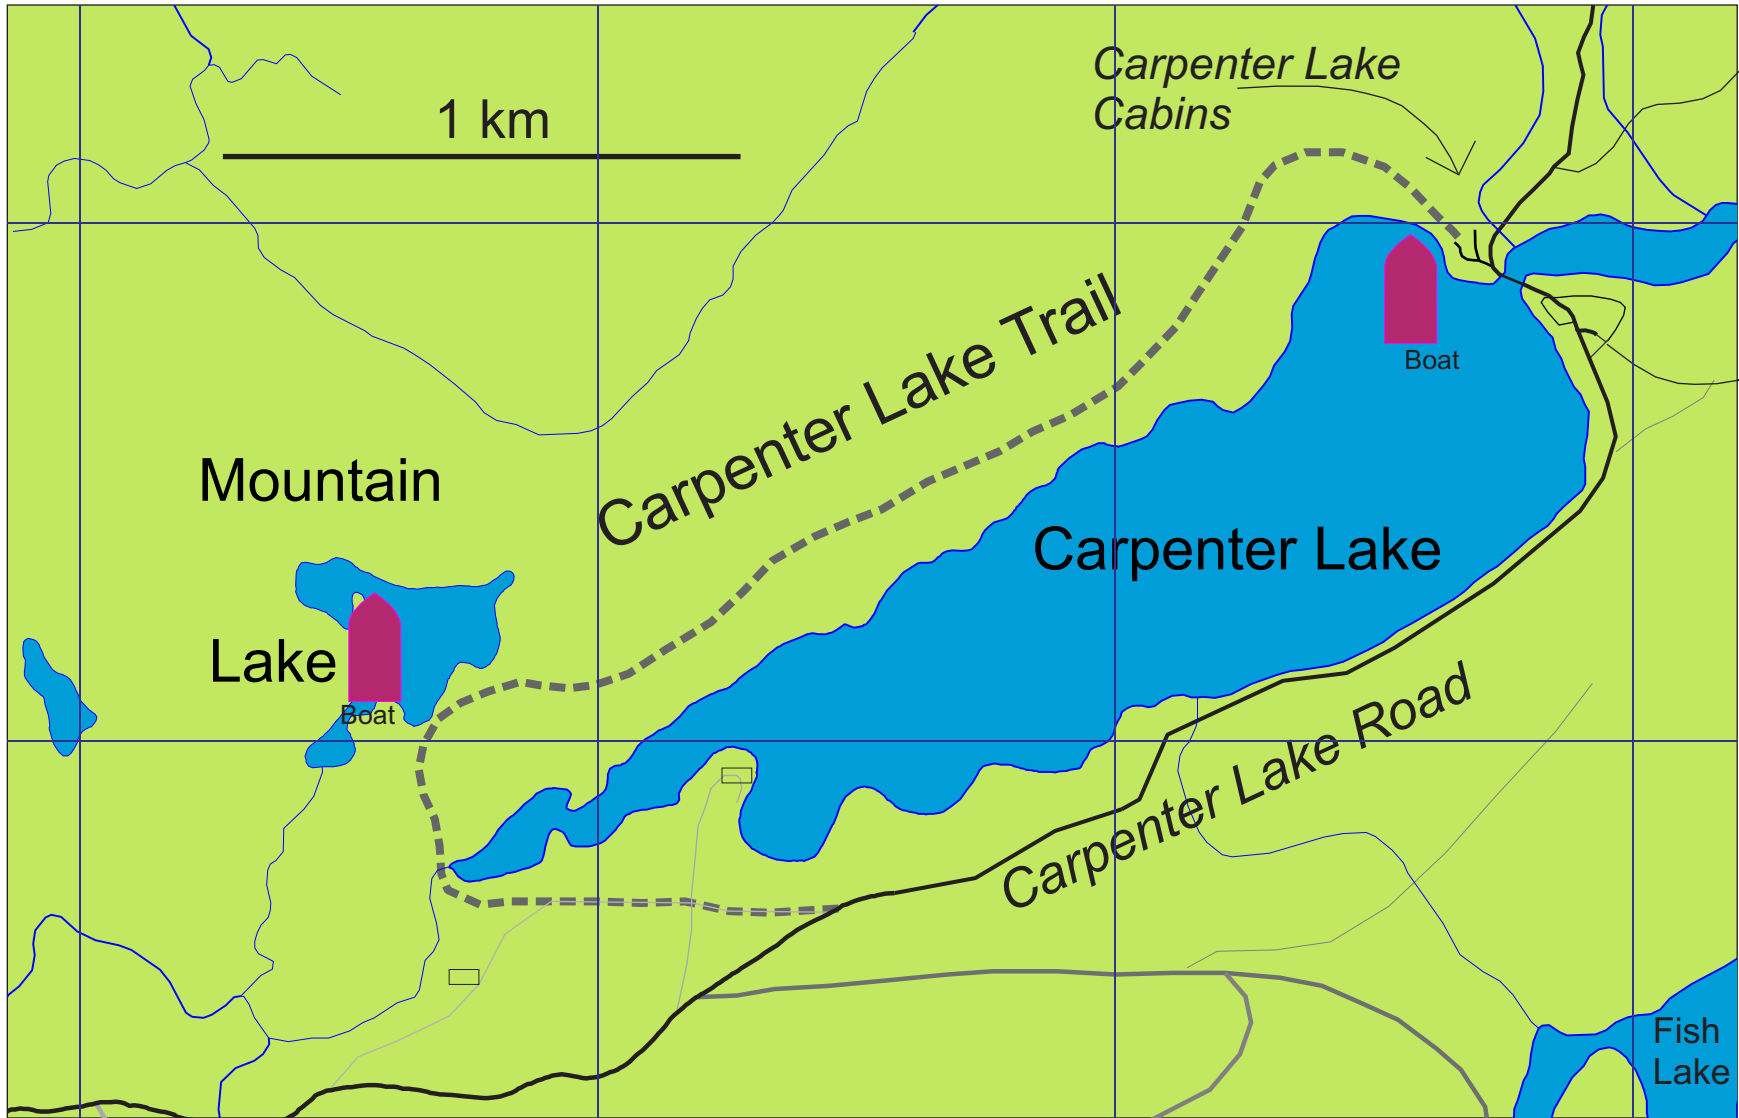 Carpenter Lake
Cabins
1 km
Carpenter Lake Trail
Boat
Mountain
Carpenter Lake
Lake
Boat
Carpenter Lake Road
Fish
Lake